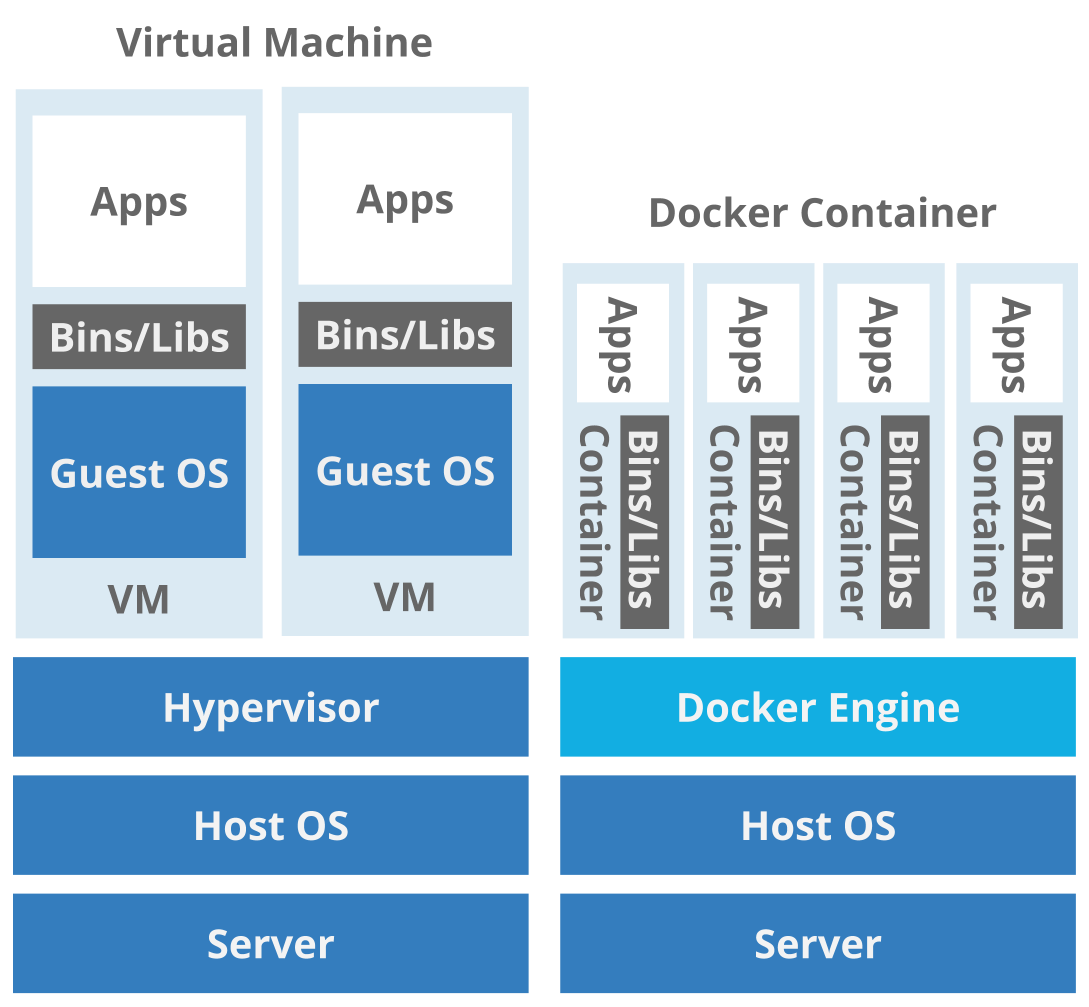 Virtual Machine
Apps
Bins/Libs
Guest OS
VM
Apps
Bins/Libs
Guest OS
VM
Hypervisor
Host OS
Server
Docker Container
Apps
Container
Bins/Libs
Apps
Container
Bins/Libs
Apps
Container
Bins/Libs
Apps
Container
Bins/Libs
Docker Engine
Host OS
Server